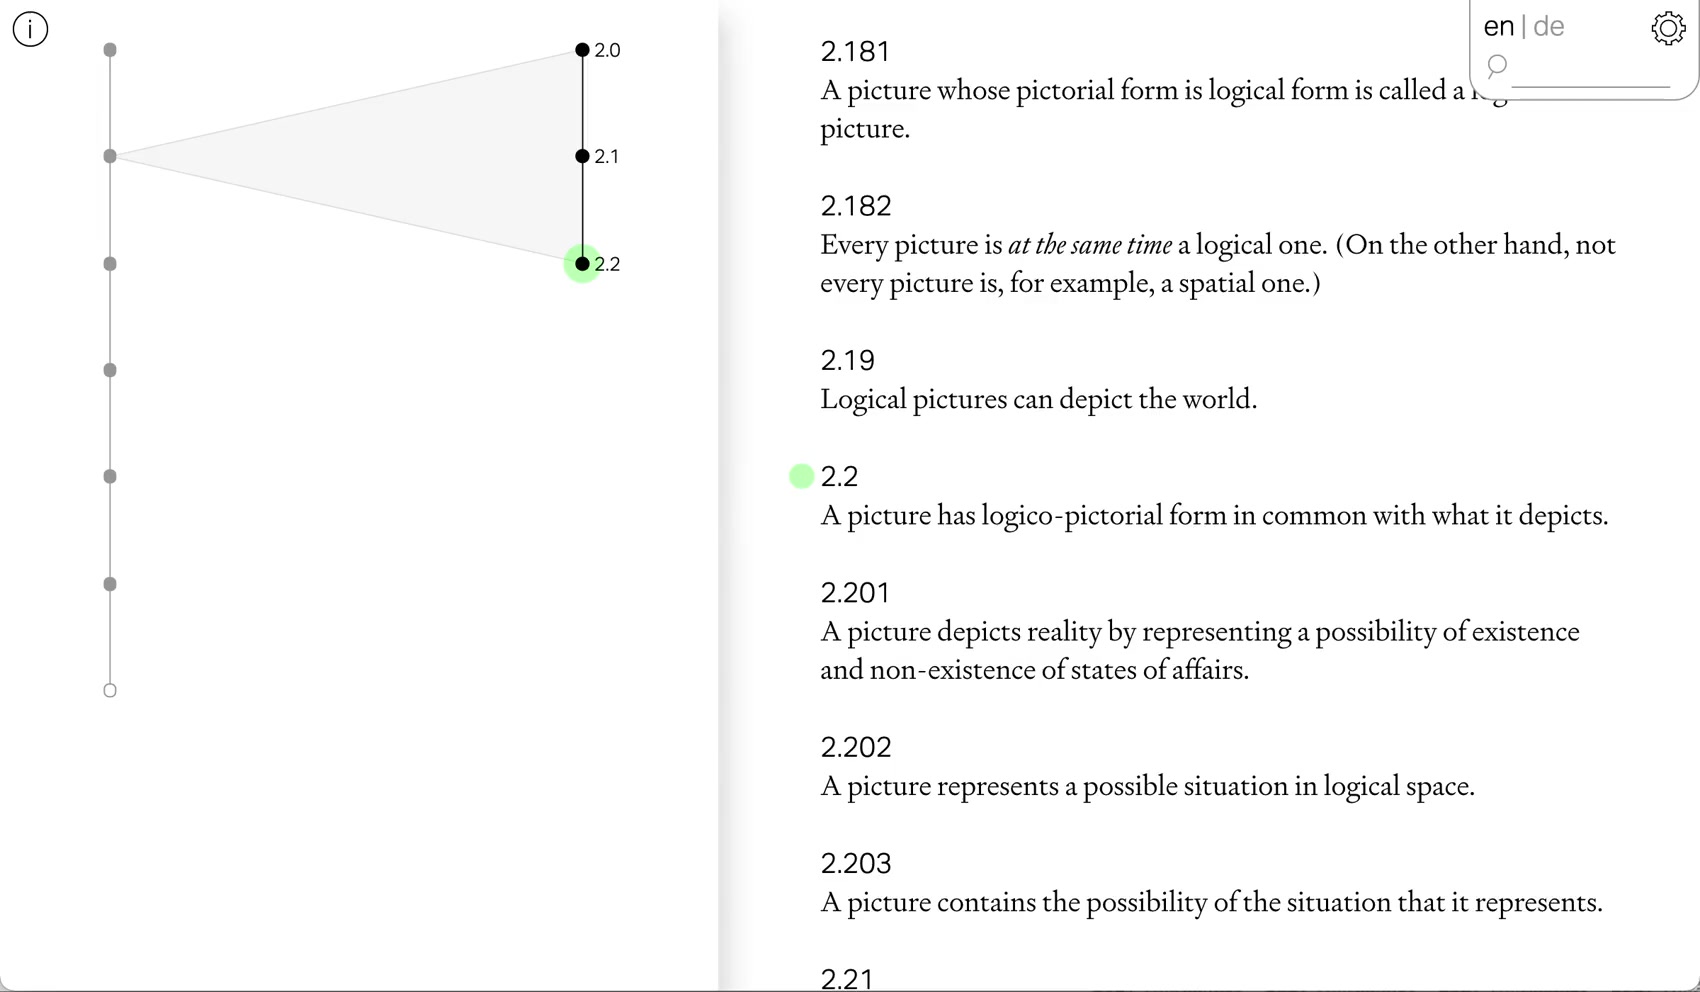 i
2.0
2.1
2.2
en | de
2.181
A picture whose pictorial form is logical form is called a
picture.
2.182
Every picture is at the same time a logical one. (On the other hand, not
every picture is, for example, a spatial one.)
2.19
Logical pictures can depict the world.
2.2
A picture has logico-pictorial form in common with what it depicts.
2.201
A picture depicts reality by representing a possibility of existence
and non-existence of states of affairs.
2.202
A picture represents a possible situation in logical space.
2.203
A picture contains the possibility of the situation that it represents.
2.21